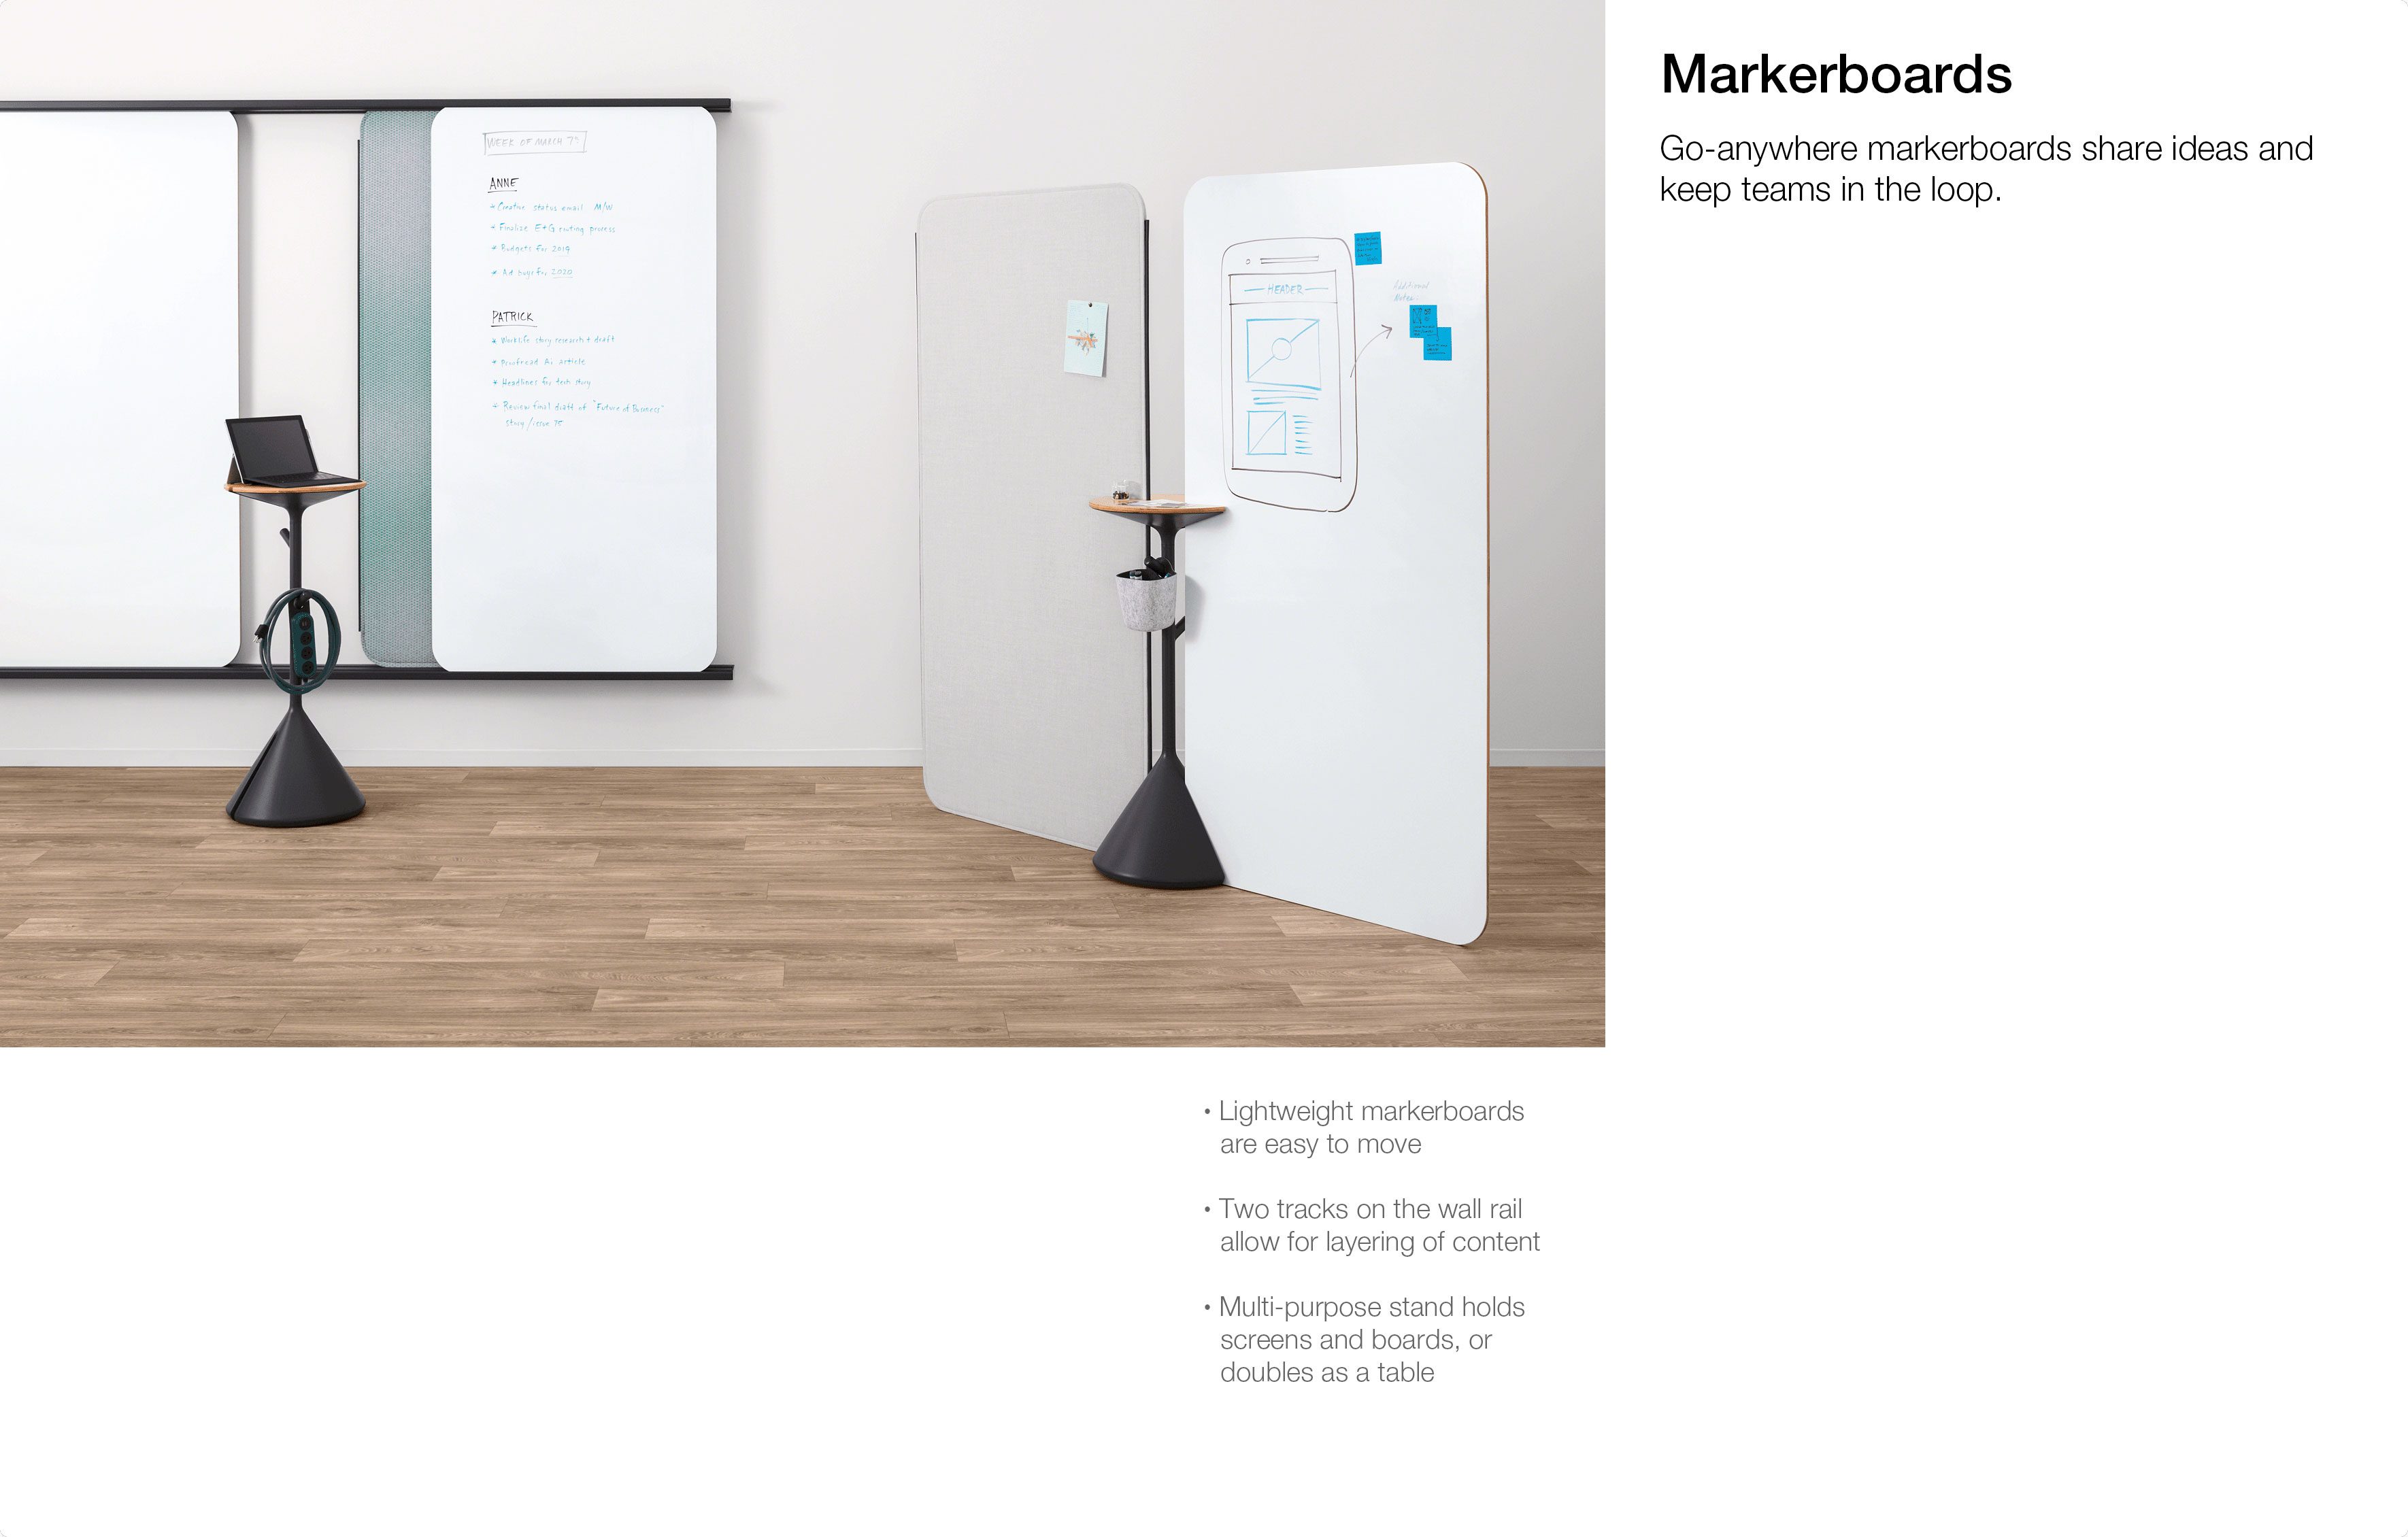 Markerboards
Go-anywhere markerboards share ideas and
keep teams in the loop.
WEEK OF MARCH
ANNE
* Creative status email M/W
* Finalize E+G routing process
* Budgets for 2019
* Ad buys for 2020
PATRICK
* Worklife story research + draft
* Proofread A. article
* Headlines for tech story
* Review final draft of "Future of Business"
story/issue 75
HEADER
Additional
Notes
• Lightweight markerboards
are easy to move
• Two tracks on the wall rail
allow for layering of content
• Multi-purpose stand holds
screens and boards, or
doubles as a table